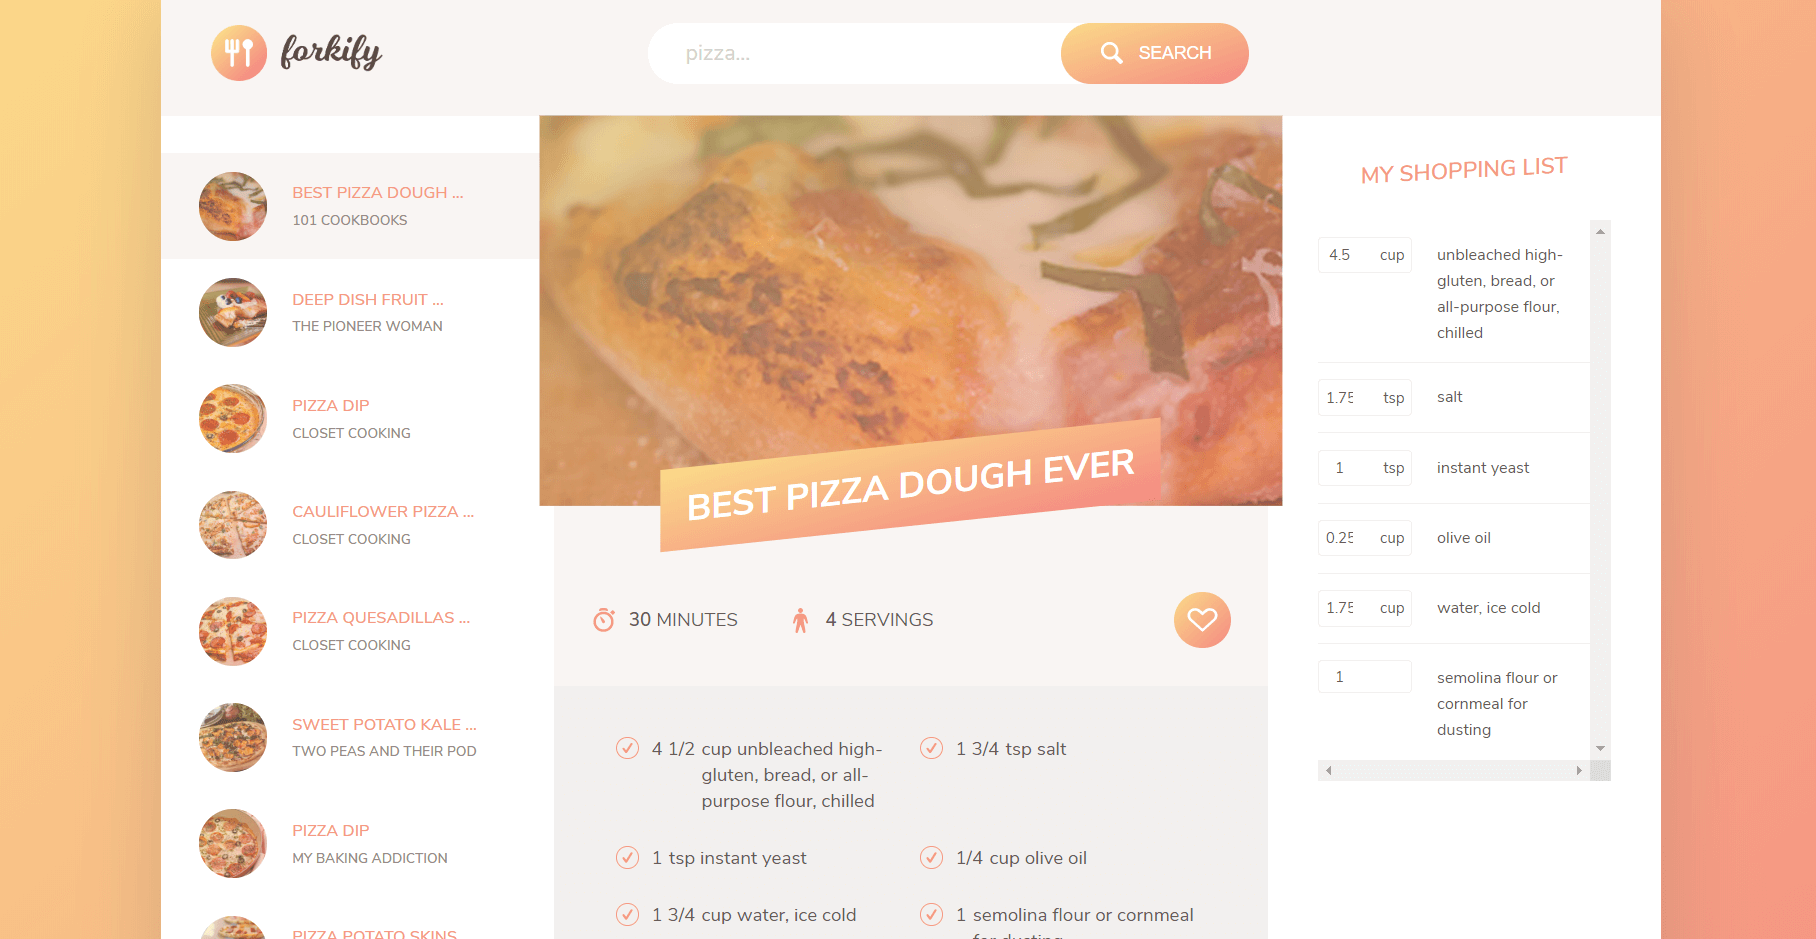 forkify
pizza...
SEARCH
BEST PIZZA DOUGH ...
101 COOKBOOKS
DEEP DISH FRUIT ...
THE PIONEER WOMAN
PIZZA DIP
CLOSET COOKING
CAULIFLOWER PIZZA ...
CLOSET COOKING
PIZZA QUESADILLAS ...
CLOSET COOKING
SWEET POTATO KALE ...
TWO PEAS AND THEIR POD
PIZZA DIP
MY BAKING ADDICTION
PIZZA POTATO SKINS
BEST PIZZA DOUGH EVER
30 MINUTES
4 SERVINGS
4 1/2 cup unbleached high-
gluten, bread, or all-
purpose flour, chilled
1 3/4 tsp salt
1 tsp instant yeast
1/4 cup olive oil
1 3/4 cup water, ice cold
1 semolina flour or cornmeal
for dusting
MY SHOPPING LIST
4.5 cup unbleached high-
gluten, bread, or
all-purpose flour,
chilled
1.75 tsp salt
1 tsp instant yeast
0.25 cup olive oil
1.75 cup water, ice cold
1 semolina flour or
cornmeal for
dusting